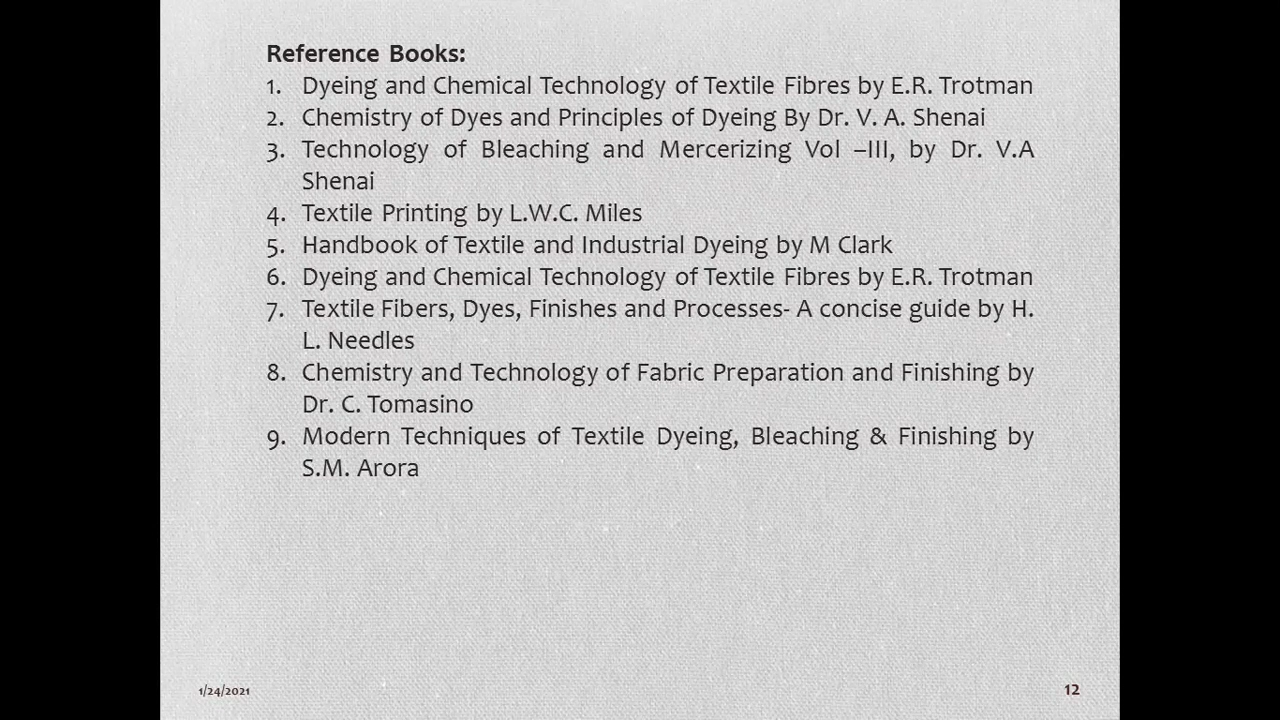 Reference Books:
1. Dyeing and Chemical Technology of Textile Fibres by E.R. Trotman
2. Chemistry of Dyes and Principles of Dyeing By Dr. V. A. Shenai
3. Technology of Bleaching and Mercerizing Vol –III, by Dr. V.A
Shenai
4. Textile Printing by L.W.C. Miles
5. Handbook of Textile and Industrial Dyeing by M Clark
6. Dyeing and Chemical Technology of Textile Fibres by E.R. Trotman
7. Textile Fibers, Dyes, Finishes and Processes- A concise guide by H.
L. Needles
8. Chemistry and Technology of Fabric Preparation and Finishing by
Dr. C. Tomasino
9. Modern Techniques of Textile Dyeing, Bleaching & Finishing by
S.M. Arora
1/24/2021
12